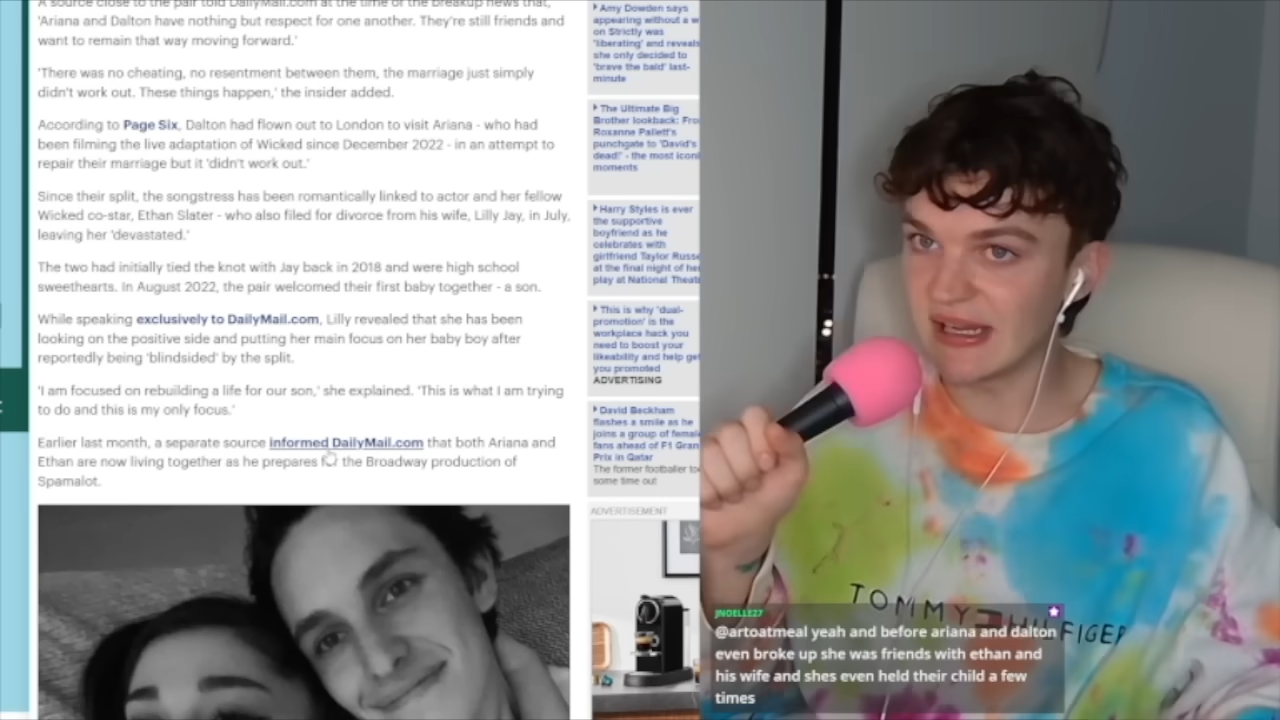 A source close to the pair told DailyMail.com at the time of the breakup news that,
'Ariana and Dalton have nothing but respect for one another. They're still friends and
want to remain that way moving forward.'
'There was no cheating, no resentment between them, the marriage just simply
didn't work out. These things happen,' the insider added.
According to Page Six, Dalton had flown out to London to visit Ariana - who had
been filming the live adaptation of Wicked since December 2022 - in an attempt to
repair their marriage but it 'didn't work out.'
Since their split, the songstress has been romantically linked to actor and her fellow
Wicked co-star, Ethan Slater - who also filed for divorce from his wife, Lilly Jay, in July,
leaving her 'devastated.'
The two had initially tied the knot with Jay back in 2018 and were high school
sweethearts. In August 2022, the pair welcomed their first baby together - a son.
While speaking exclusively to DailyMail.com, Lilly revealed that she has been
looking on the positive side and putting her main focus on her baby boy after
reportedly being 'blindsided' by the split.
'I am focused on rebuilding a life for our son,' she explained. 'This is what I am trying
to do and this is my only focus.'
Earlier last month, a separate source informed DailyMail.com that both Ariana and
Ethan are now living together as he prepares the Broadway production of
Spamalot.
Amy Dowden says
appearing without a w
on Strictly was
'liberating' and reveals
she only decided to
'brave the bald' last-
minute
The Ultimate Big
Brother lookback: Fro
Roxanne Pallett's
punchgate to 'David's
dead!' - the most iconi
moments
Harry Styles is ever
the supportive
boyfriend as he
celebrates with
girlfriend Taylor Russe
at the final night of her
play at National Theat
This is why 'dual-
promotion' is the
workplace hack you
need to boost your
likeability and help get
you promoted
ADVERTISING
David Beckham
flashes a smile as he
joins a group of female
fans ahead of F1 Gran
Prix in Qatar
The former footballer to
some time out
ADVERTISEMENT
TOMMY HILFIGER
JNOELLE27
@artoatmeal yeah and before ariana and dalton
even broke up she was friends with ethan and
his wife and shes even held their child a few
times